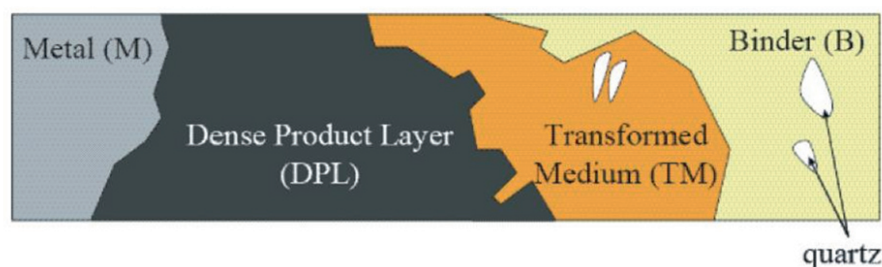 Metal (M)
Dense Product Layer
(DPL)
Transformed
Medium (TM)
Binder (B)
quartz